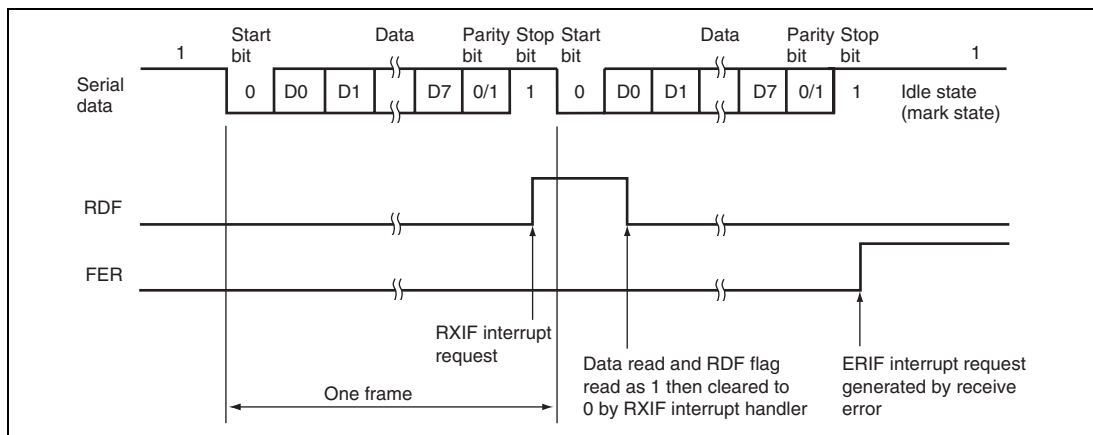 1
Start bit
Data
Parity bit
Stop bit
Start bit
Data
Parity bit
Stop bit
1
Serial data
0
D0
D1
D7
0/1
1
0
D0
D1
D7
0/1
1
Idle state
(mark state)
RDF
FER
RXIF interrupt
request
Data read and RDF flag
read as 1 then cleared to
0 by RXIF interrupt handler
ERIF interrupt request
generated by receive
error
One frame